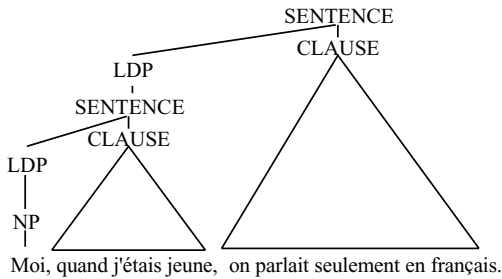 SENTENCE
CLAUSE
LDP
SENTENCE
CLAUSE
LDP
NP
Moi, quand j'étais jeune, on parlait seulement en français.